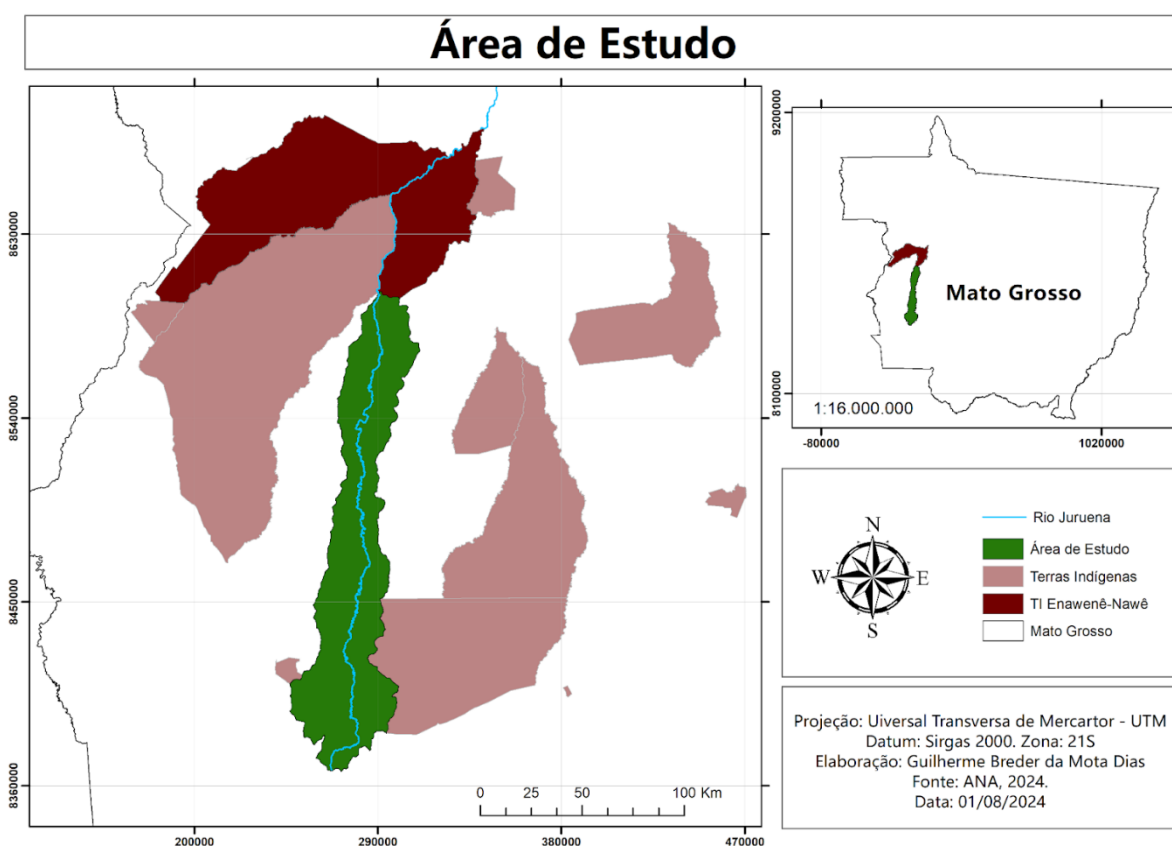 Área de Estudo
8630000
8540000
8450000
8360000
200000
290000
380000
470000
0 25 50 100 Km
9200000
8100000
-80000
1020000
Mato Grosso
1:16.000.000
N
W E
S
Rio Juruena
Área de Estudo
Terras Indígenas
TI Enawenê-Nawê
Mato Grosso
Projeção: Uiversal Transversa de Mercartor - UTM
Datum: Sirgas 2000. Zona: 21S
Elaboração: Guilherme Breder da Mota Dias
Fonte: ANA, 2024.
Data: 01/08/2024